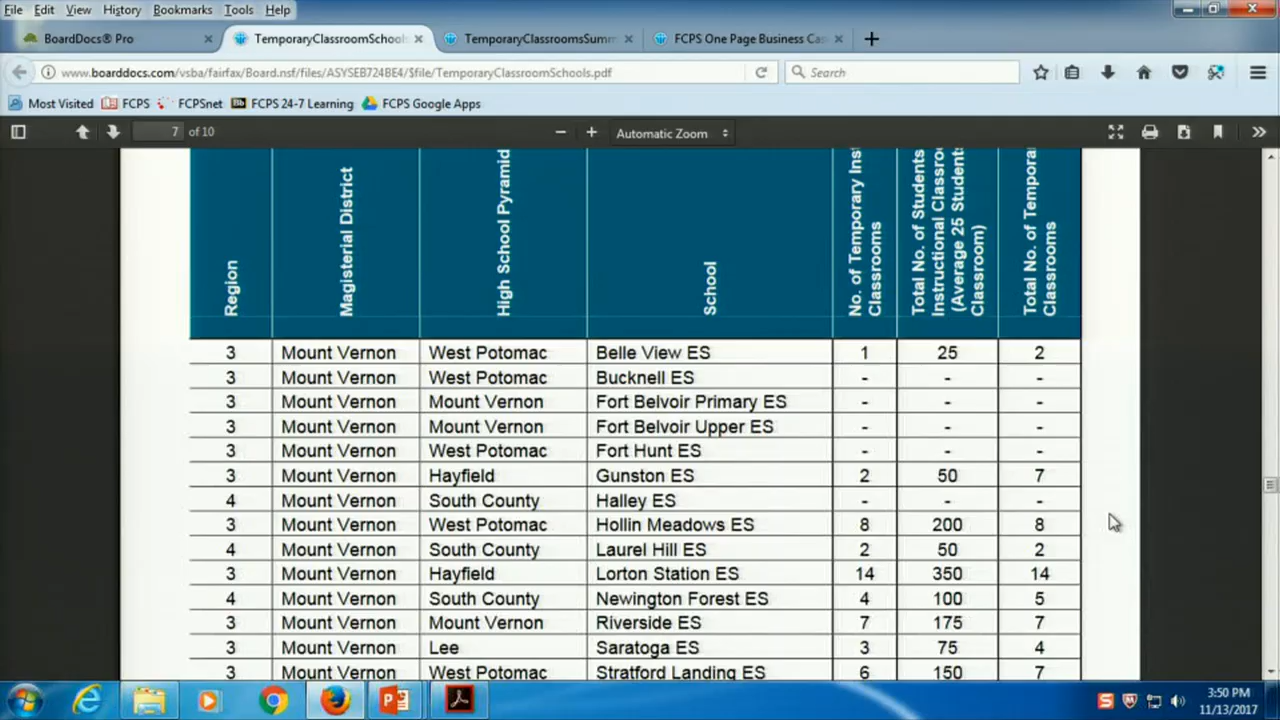 File Edit View History Bookmarks Tools Help
BoardDocs® Pro × TemporaryClassroomSchools × TemporaryClassroomsSumm × FCPS One Page Business Cas × +
www.boarddocs.com/vsba/fairfax/Board.nsf/files/ASYSEB724BE4/$file/TemporaryClassroomSchools.pdf Search
Most Visited FCPS FCPSnet Bb FCPS 24-7 Learning FCPS Google Apps
7 of 10 Automatic Zoom
Region
Magisterial District
High School Pyramid
School
No. of Temporary Inst
Classrooms
Total No. of Students
Instructional Classroo
(Average 25 Students
Classroom)
Total No. of Tempora
Classrooms
3 Mount Vernon West Potomac Belle View ES 1 25 2
3 Mount Vernon West Potomac Bucknell ES - - -
3 Mount Vernon Mount Vernon Fort Belvoir Primary ES - - -
3 Mount Vernon Mount Vernon Fort Belvoir Upper ES - - -
3 Mount Vernon West Potomac Fort Hunt ES - - -
3 Mount Vernon Hayfield Gunston ES 2 50 7
4 Mount Vernon South County Halley ES - - -
3 Mount Vernon West Potomac Hollin Meadows ES 8 200 8
4 Mount Vernon South County Laurel Hill ES 2 50 2
3 Mount Vernon Hayfield Lorton Station ES 14 350 14
4 Mount Vernon South County Newington Forest ES 4 100 5
3 Mount Vernon Mount Vernon Riverside ES 7 175 7
3 Mount Vernon Lee Saratoga ES 3 75 4
3 Mount Vernon West Potomac Stratford Landing ES 6 150 7
3:50 PM
11/13/2017